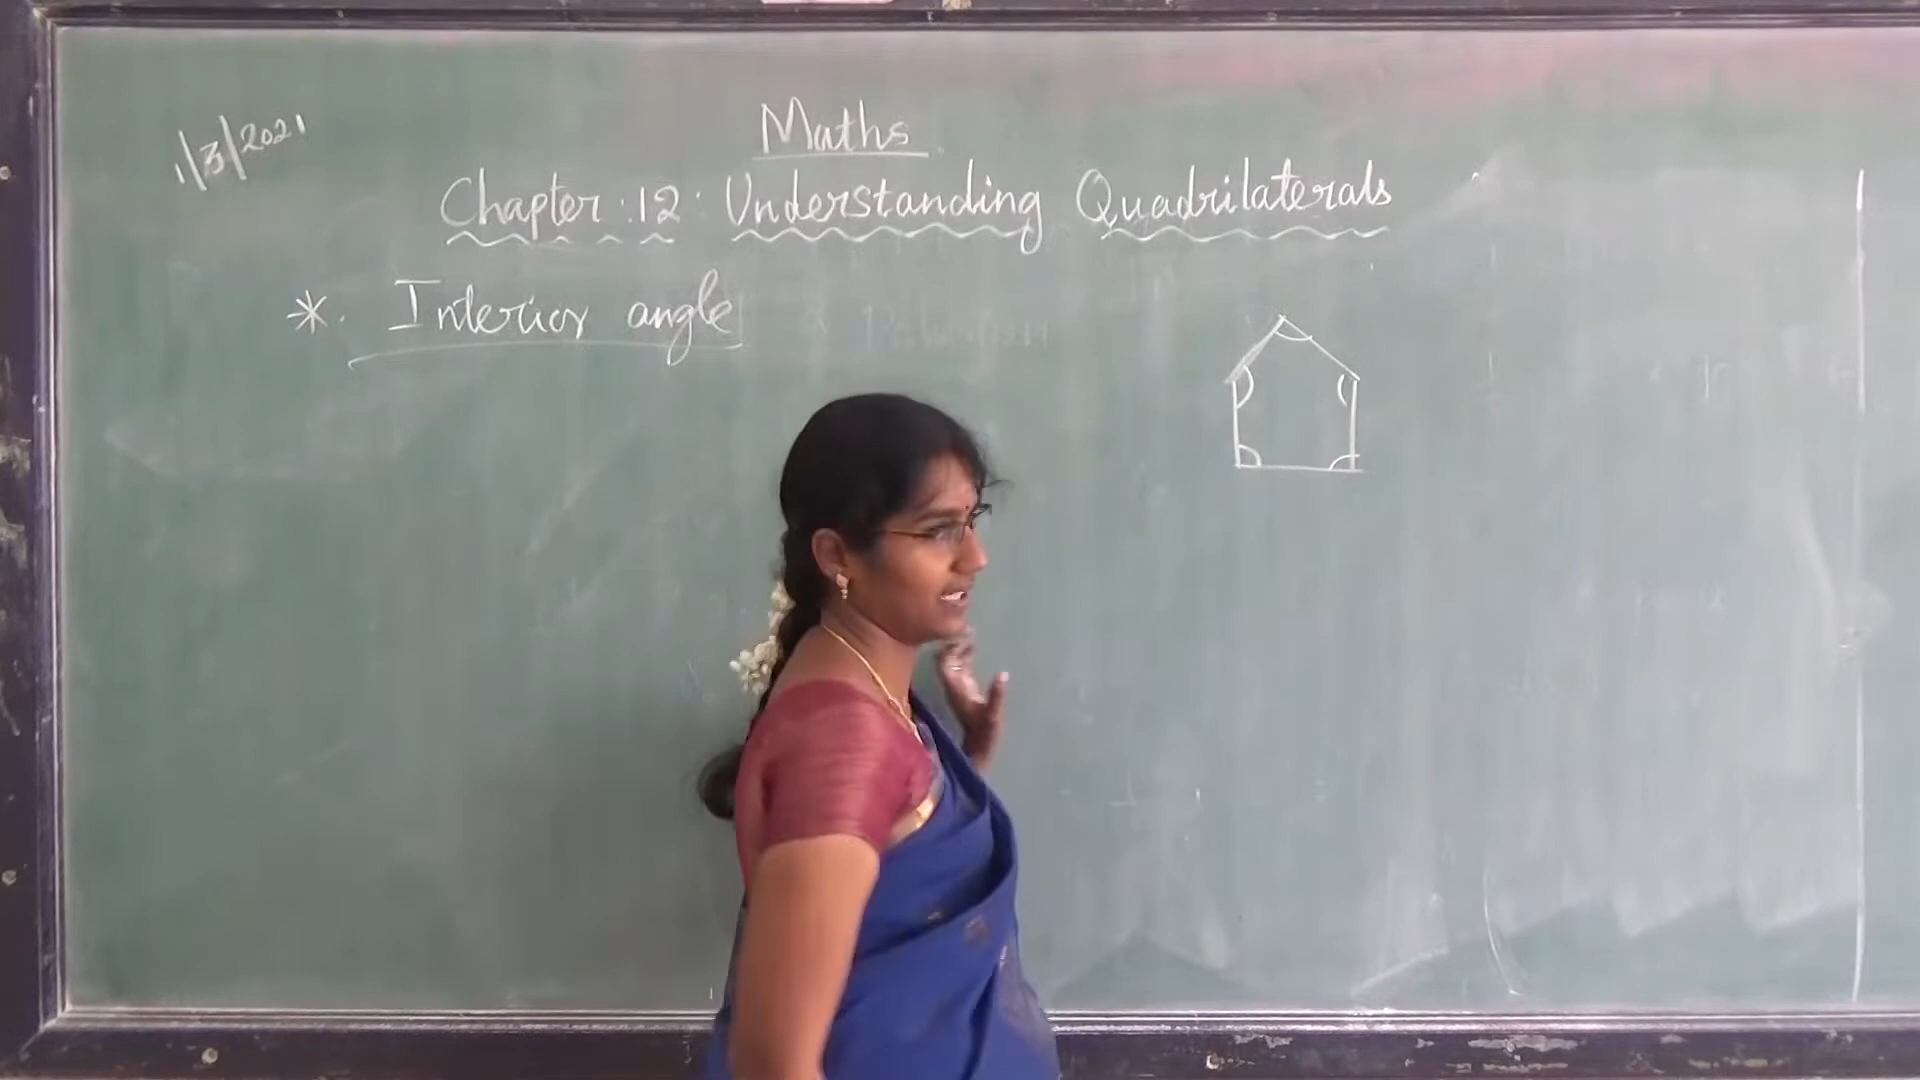 1/3/2021
Maths
Chapter : 12 : Understanding Quadrilaterals
*. Interior angle